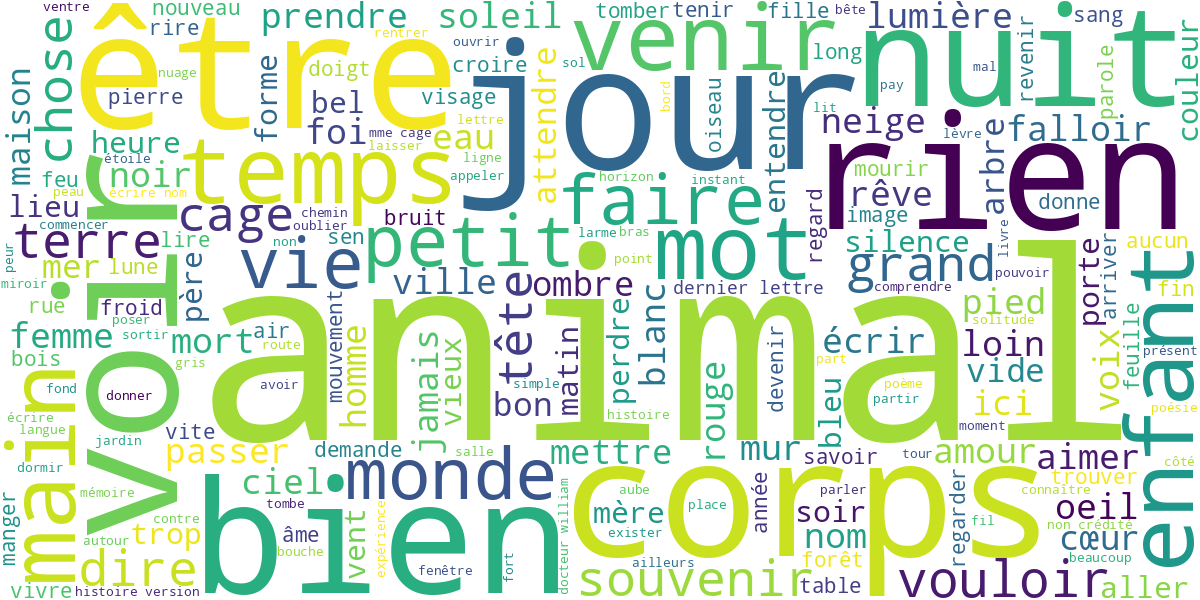 ventre
nouveau
rire
prendre
soleil
tomber
tenir
fille
bête
lumière
sang
être
rentrer
ouvrir
venir
long
nuit
revenir
couleur
chose
maison
nuage
pierre
forme
doigt
croire
sol
jour
mal
parole
bel
visage
attendre
bord
oiseau
entendre
lit
pay
foi
mme cage
eau
lettre
laisser
neige
lèvre
falloir
rien
heure
étoile
noir
temps
ligne
appeler
horizon
instant
mourir
rêve
arbre
donne
feu
peau
écrire nom
faire
lieu
cage
chemin
oublier
bruit
petit
larme
bras
mot
regard
image
silence
livre
commencer
terre
lire
non
sen
vie
point
grand
pouvoir
porte
arriver
aucun
fin
peur
mer
lune
père
ville
ombre
dernier lettre
comprendre
pied
solitude
enfant
miroir
rue
froid
poser
sortir
voir
animal
mouvement
tête
matin
perdre
blanc
femme
mort
air
route
homme
jamais
vieux
devenir
écrire
loin
voix
feuille
présent
bois
gris
fond
donner
avoir
simple
bon
histoire
rouge
part
vide
bleu
poème
partir
ici
poésie
écrire
langue
main
jardin
vite
passer
demande
salle
mettre
mur
savoir
moment
tour
amour
aimer
côté
dormir
monde
corps
trouver
manger
mémoire
ciel
tombe
bien
aube
place
année
parler
soir
regarder
connaître
oeil
contre
autour
trop
âme
bouche
vent
expérience
fenêtre
fort
docteur william
mère
exister
ailleurs
nom
forêt
fil
non crédité
cœur
beaucoup
dire
vivre
histoire version
souvenir
table
vouloir
aller